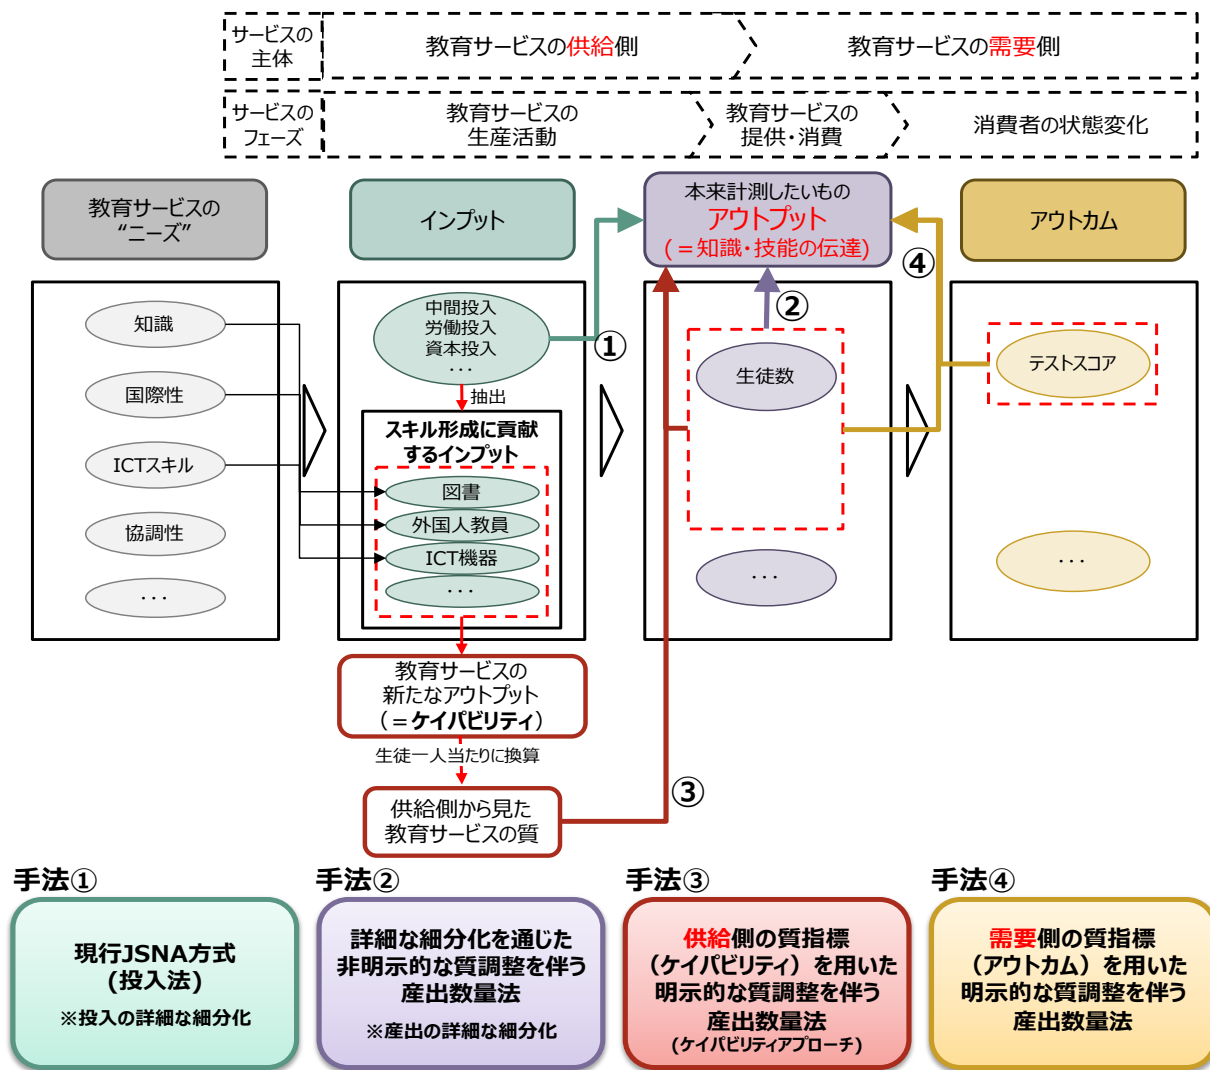 サービスの
主体
教育サービスの供給側
教育サービスの需要側
サービスの
フェーズ
教育サービスの
生産活動
教育サービスの
提供・消費
消費者の状態変化
教育サービスの
“ニーズ”
インプット
本来計測したいもの
アウトプット
(＝知識・技能の伝達)
アウトカム
知識
国際性
ICTスキル
協調性
・・・
中間投入
労働投入
資本投入
・・・
抽出
スキル形成に貢献
するインプット
図書
外国人教員
ICT機器
・・・
教育サービスの
新たなアウトプット
（＝ケイパビリティ）
生徒一人当たりに換算
供給側から見た
教育サービスの質
①
②
生徒数
・・・
③
④
テストスコア
・・・
手法①
現行JSNA方式
(投入法)
※投入の詳細な細分化
手法②
詳細な細分化を通じた
非明示的な質調整を伴う
産出数量法
※産出の詳細な細分化
手法③
供給側の質指標
（ケイパビリティ）を用いた
明示的な質調整を伴う
産出数量法
(ケイパビリティアプローチ)
手法④
需要側の質指標
（アウトカム）を用いた
明示的な質調整を伴う
産出数量法